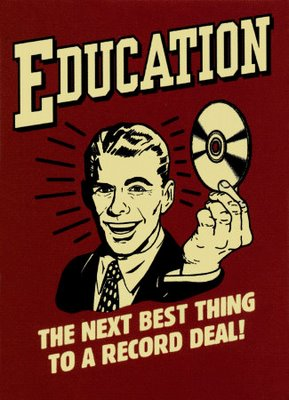 EDUCATION
THE NEXT BEST THING
TO A RECORD DEAL!